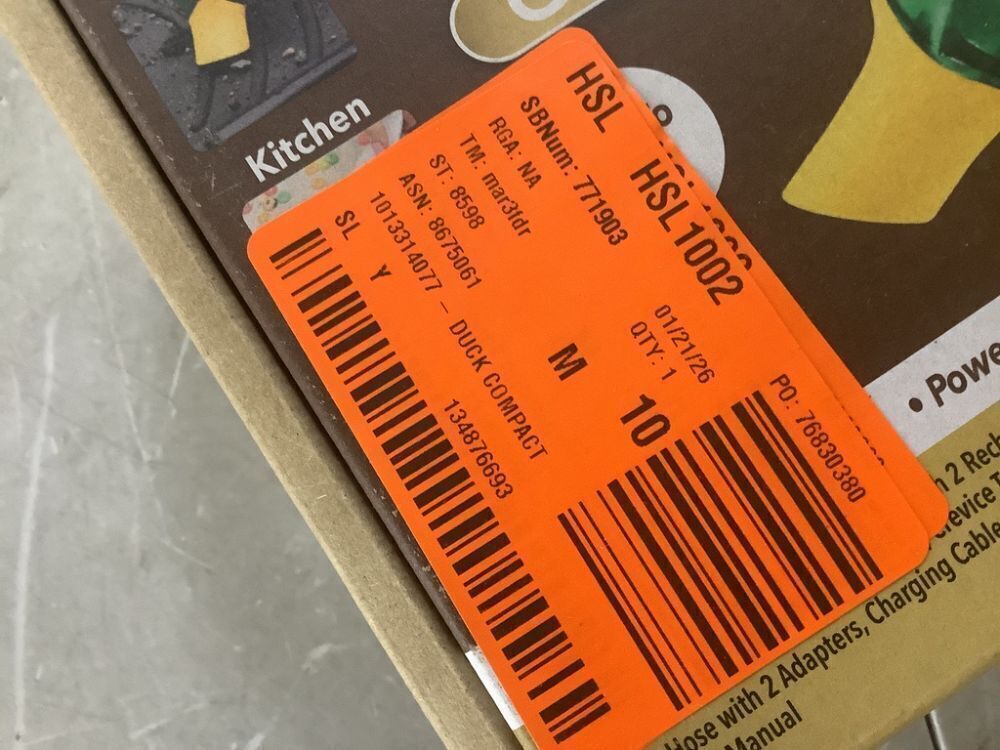 Kitchen
HSL
HSL1002
SBNum: 771903
RGA: NA
01/21/26
TM: mar3fdr
QTY: 1
PO: 76830380
ST: 8598
M
10
ASN: 8675061
1013314077 – DUCK COMPACT
SL
Y
134876693
• Powe
h 2 Rech
Crevice T
Hose with 2 Adapters, Charging Cable
Manual